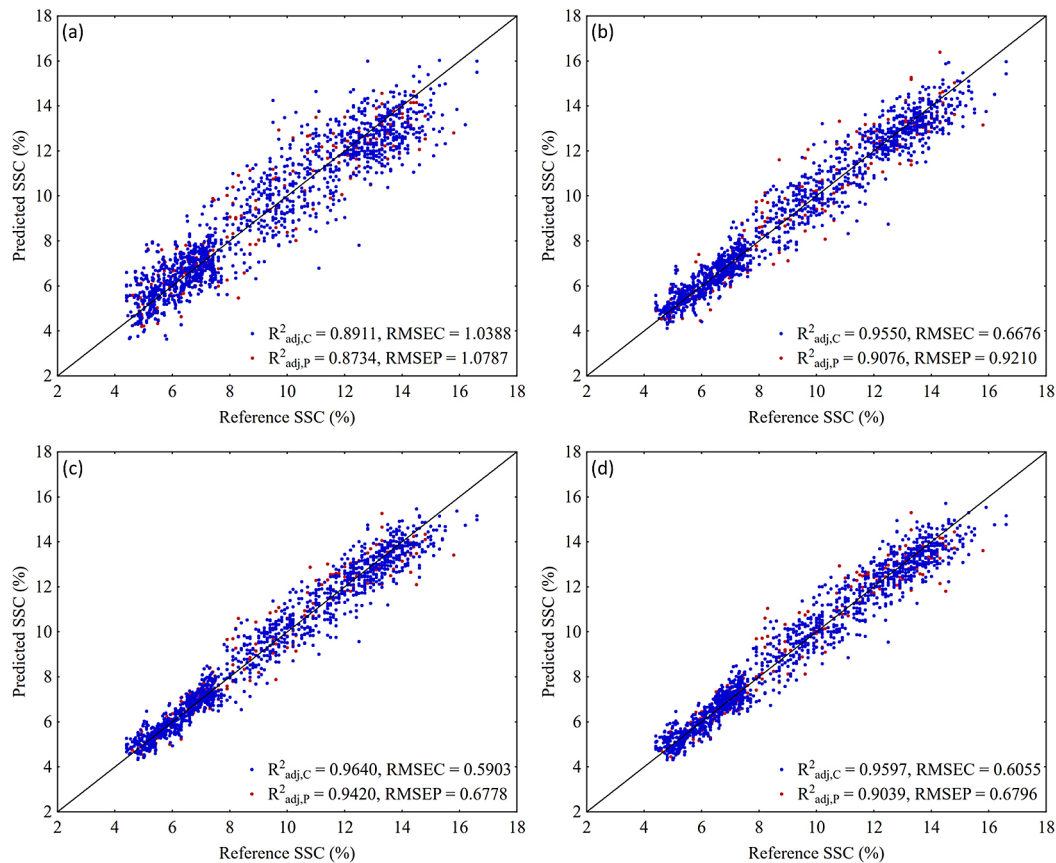 (a)
18
16
14
12
10
8
6
4
2
Predicted SSC (%)
R²adj,C = 0.8911, RMSEC = 1.0388
R²adj,P = 0.8734, RMSEP = 1.0787
2 4 6 8 10 12 14 16 18
Reference SSC (%)
(b)
18
16
14
12
10
8
6
4
2
Predicted SSC (%)
R²adj,C = 0.9550, RMSEC = 0.6676
R²adj,P = 0.9076, RMSEP = 0.9210
2 4 6 8 10 12 14 16 18
Reference SSC (%)
(c)
18
16
14
12
10
8
6
4
2
Predicted SSC (%)
R²adj,C = 0.9640, RMSEC = 0.5903
R²adj,P = 0.9420, RMSEP = 0.6778
2 4 6 8 10 12 14 16 18
Reference SSC (%)
(d)
18
16
14
12
10
8
6
4
2
Predicted SSC (%)
R²adj,C = 0.9597, RMSEC = 0.6055
R²adj,P = 0.9039, RMSEP = 0.6796
2 4 6 8 10 12 14 16 18
Reference SSC (%)